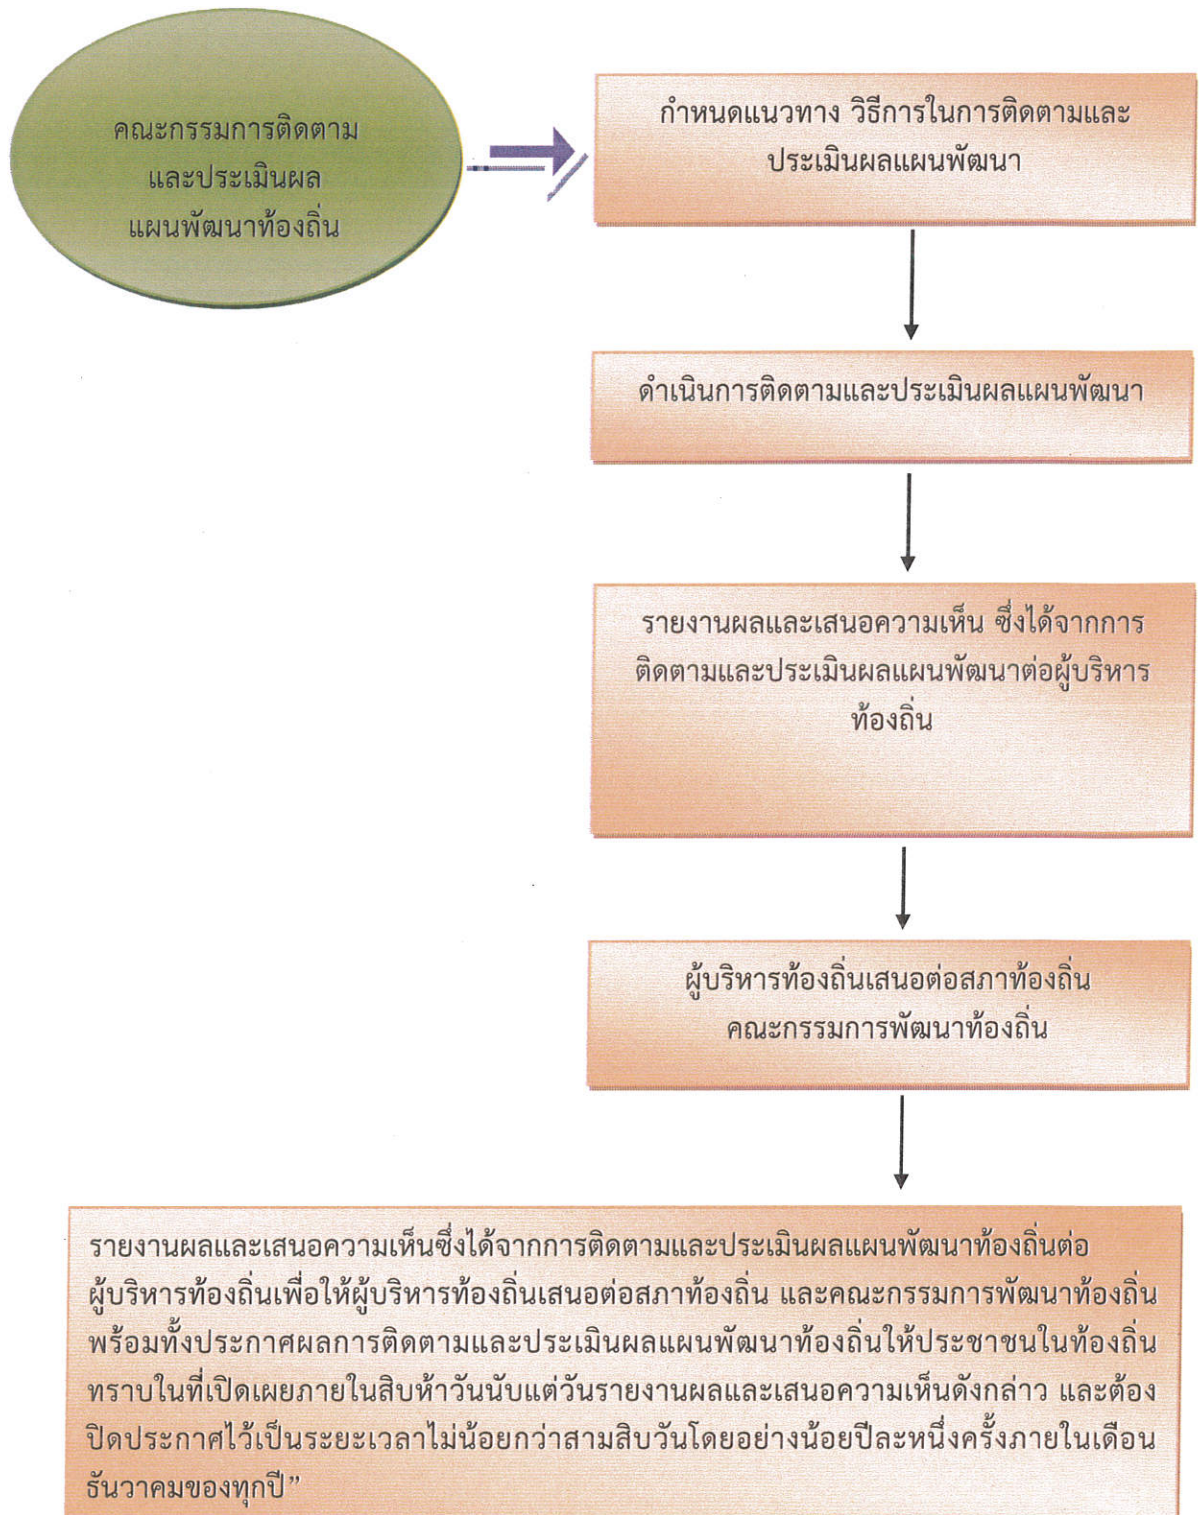 คณะกรรมการติดตาม
และประเมินผล
แผนพัฒนาท้องถิ่น
กำหนดแนวทาง วิธีการในการติดตามและ
ประเมินผลแผนพัฒนา
ดำเนินการติดตามและประเมินผลแผนพัฒนา
รายงานผลและเสนอความเห็น ซึ่งได้จากการ
ติดตามและประเมินผลแผนพัฒนาต่อผู้บริหาร
ท้องถิ่น
ผู้บริหารท้องถิ่นเสนอต่อสภาท้องถิ่น
คณะกรรมการพัฒนาท้องถิ่น
รายงานผลและเสนอความเห็นซึ่งได้จากการติดตามและประเมินผลแผนพัฒนาท้องถิ่นต่อ
ผู้บริหารท้องถิ่นเพื่อให้ผู้บริหารท้องถิ่นเสนอต่อสภาท้องถิ่น และคณะกรรมการพัฒนาท้องถิ่น
พร้อมทั้งประกาศผลการติดตามและประเมินผลแผนพัฒนาท้องถิ่นให้ประชาชนในท้องถิ่น
ทราบในที่เปิดเผยภายในสิบห้าวันนับแต่วันรายงานผลและเสนอความเห็นดังกล่าว และต้อง
ปิดประกาศไว้เป็นระยะเวลาไม่น้อยกว่าสามสิบวันโดยอย่างน้อยปีละหนึ่งครั้งภายในเดือน
ธันวาคมของทุกปี”